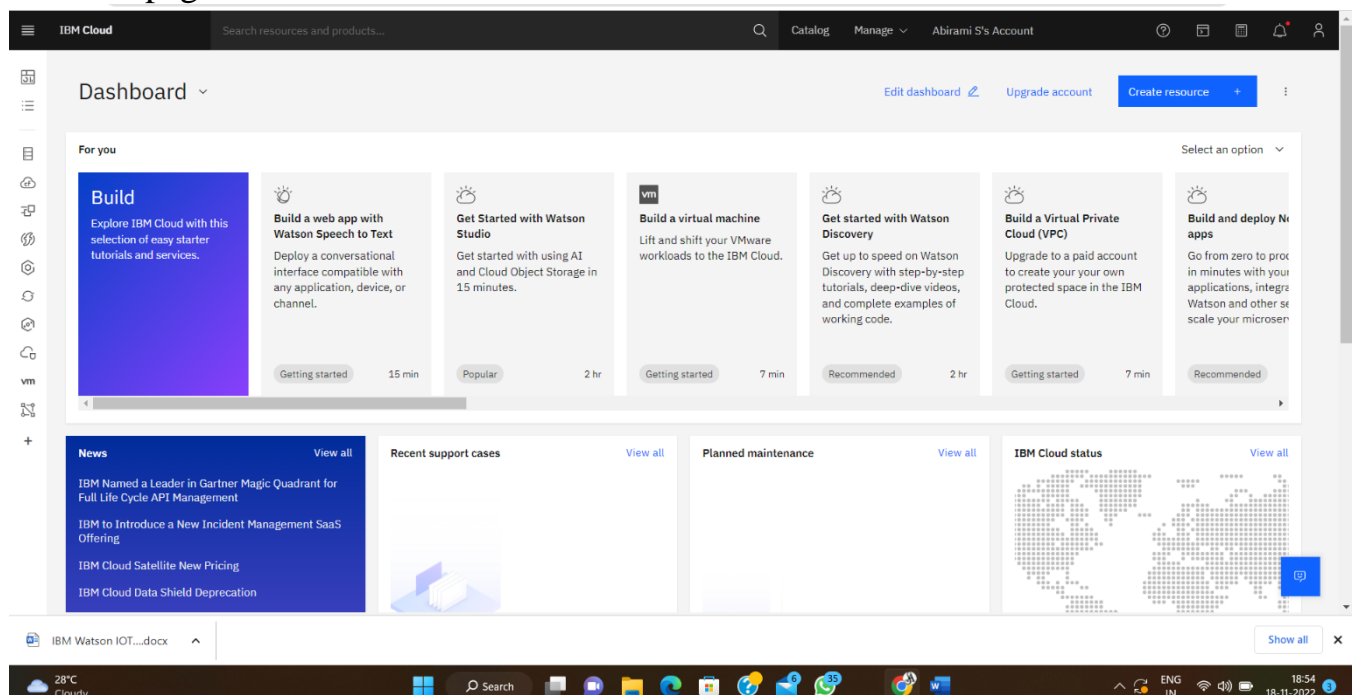 IBM Cloud
Search resources and products...
Catalog
Manage
Abirami S's Account
Dashboard
Edit dashboard
Upgrade account
Create resource +
For you
Select an option
Build
Explore IBM Cloud with this
selection of easy starter
tutorials and services.
Build a web app with
Watson Speech to Text
Deploy a conversational
interface compatible with
any application, device, or
channel.
Getting started
15 min
Get Started with Watson
Studio
Get started with using AI
and Cloud Object Storage in
15 minutes.
Popular
2 hr
vm
Build a virtual machine
Lift and shift your VMware
workloads to the IBM Cloud.
Getting started
7 min
Get started with Watson
Discovery
Get up to speed on Watson
Discovery with step-by-step
tutorials, deep-dive videos,
and complete examples of
working code.
Recommended
2 hr
Build a Virtual Private
Cloud (VPC)
Upgrade to a paid account
to create your your own
protected space in the IBM
Cloud.
Getting started
7 min
Build and deploy
apps
Go from zero to
in minutes with your
applications,
Watson and other
scale your
Recommended
vm
News
View all
IBM Named a Leader in Gartner Magic Quadrant for
Full Life Cycle API Management
IBM to Introduce a New Incident Management SaaS
Offering
IBM Cloud Satellite New Pricing
IBM Cloud Data Shield Deprecation
Recent support cases
View all
Planned maintenance
View all
IBM Cloud status
View all
IBM Watson IOT....docx
Show all
28°C
Cloudy
Search
6
35
ENG
IN
18:54
18-11-2022
3